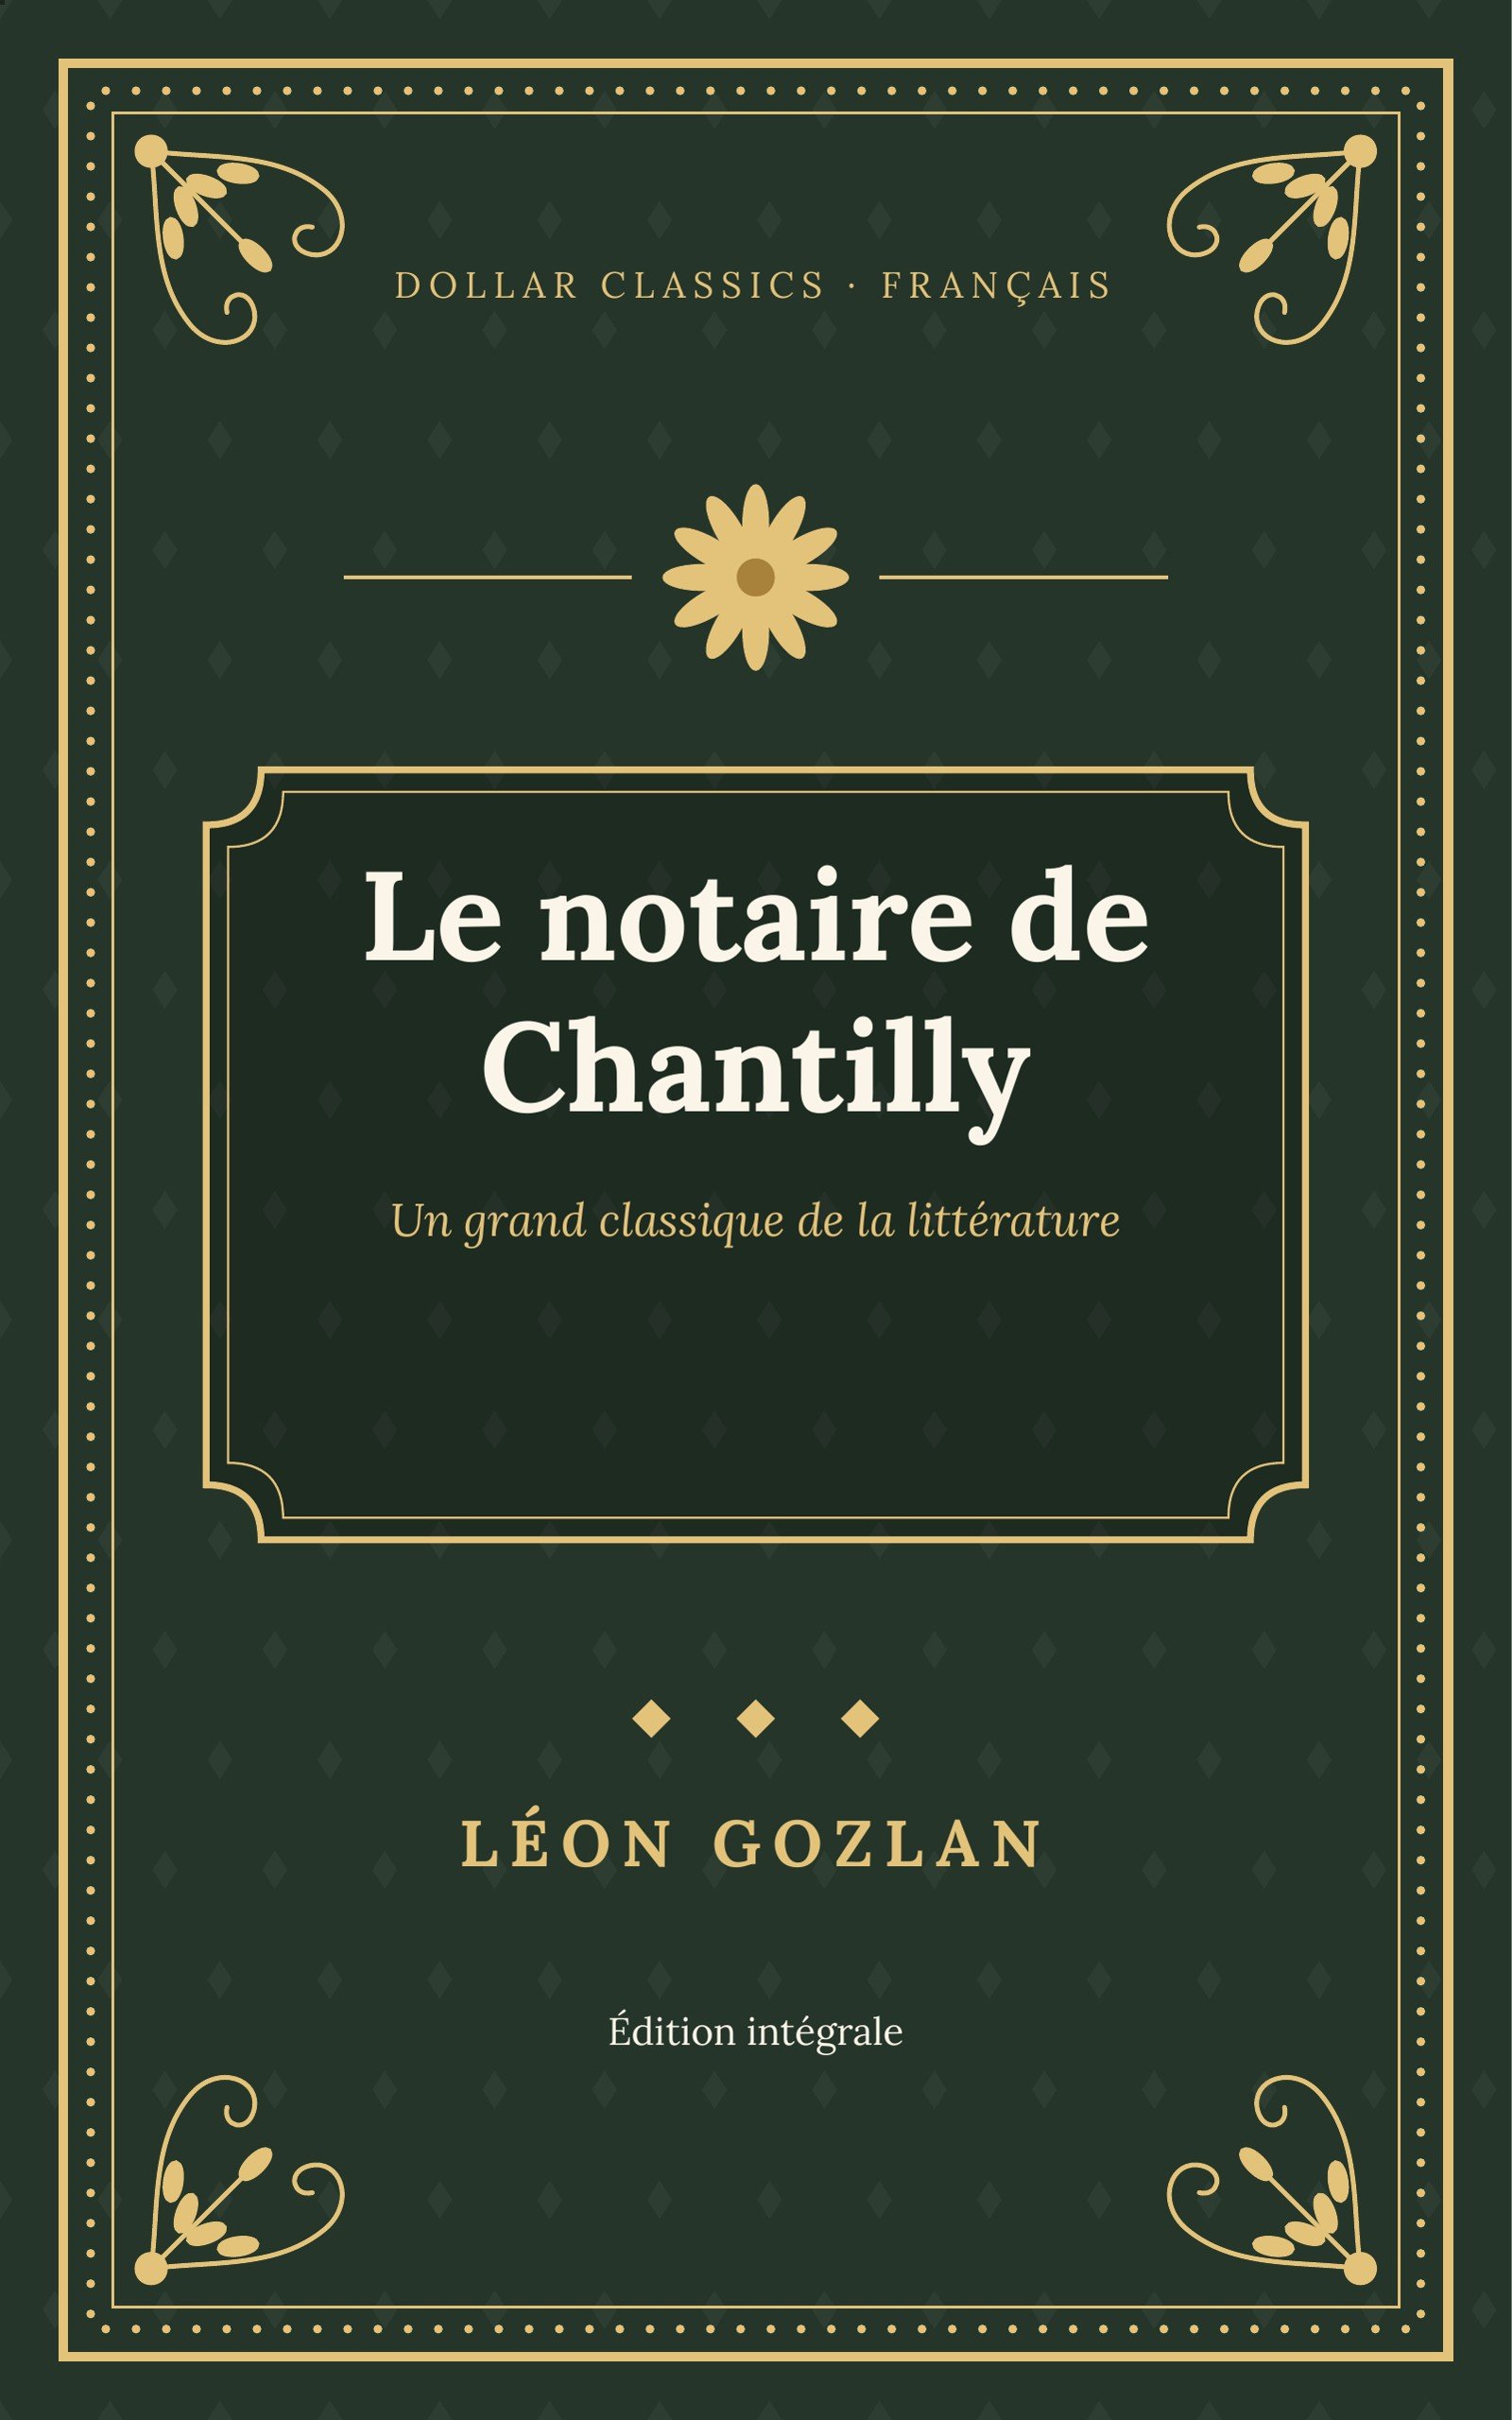 DOLLAR CLASSICS · FRANÇAIS
Le notaire de
Chantilly
Un grand classique de la littérature
LÉON GOZLAN
Édition intégrale